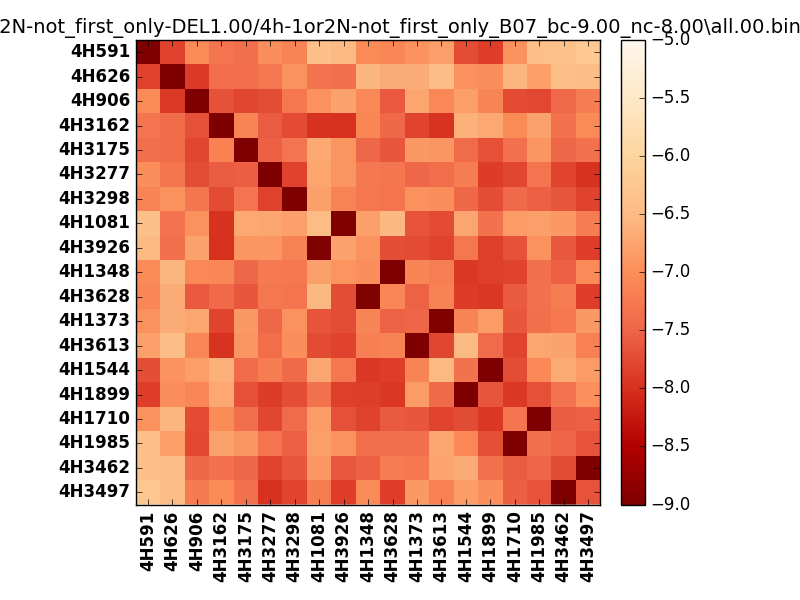 2N-not_first_only-DEL1.00/4h-1or2N-not_first_only_B07_bc-9.00_nc-8.00\all.00.bin
4H591
4H626
4H906
4H3162
4H3175
4H3277
4H3298
4H1081
4H3926
4H1348
4H3628
4H1373
4H3613
4H1544
4H1899
4H1710
4H1985
4H3462
4H3497
4H591
4H626
4H906
4H3162
4H3175
4H3277
4H3298
4H1081
4H3926
4H1348
4H3628
4H1373
4H3613
4H1544
4H1899
4H1710
4H1985
4H3462
4H3497
−5.0
−5.5
−6.0
−6.5
−7.0
−7.5
−8.0
−8.5
−9.0